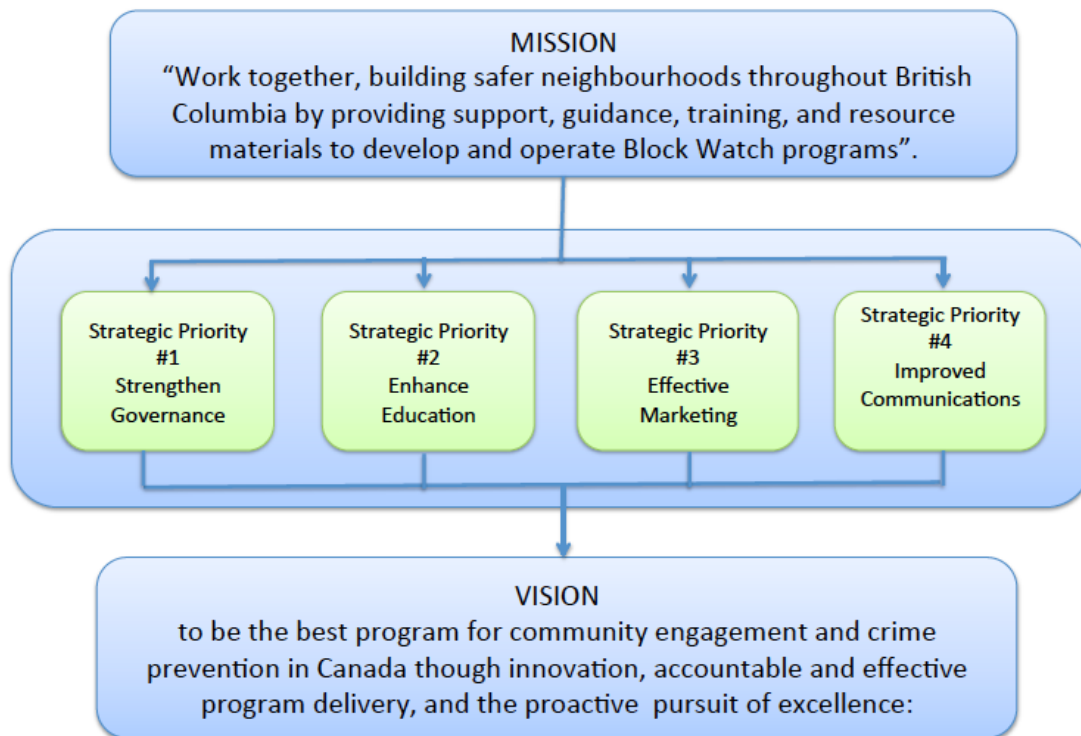 MISSION
“Work together, building safer neighbourhoods throughout British
Columbia by providing support, guidance, training, and resource
materials to develop and operate Block Watch programs”.
Strategic Priority
#1
Strengthen
Governance
Strategic Priority
#2
Enhance
Education
Strategic Priority
#3
Effective
Marketing
Strategic Priority
#4
Improved
Communications
VISION
to be the best program for community engagement and crime
prevention in Canada though innovation, accountable and effective
program delivery, and the proactive pursuit of excellence: